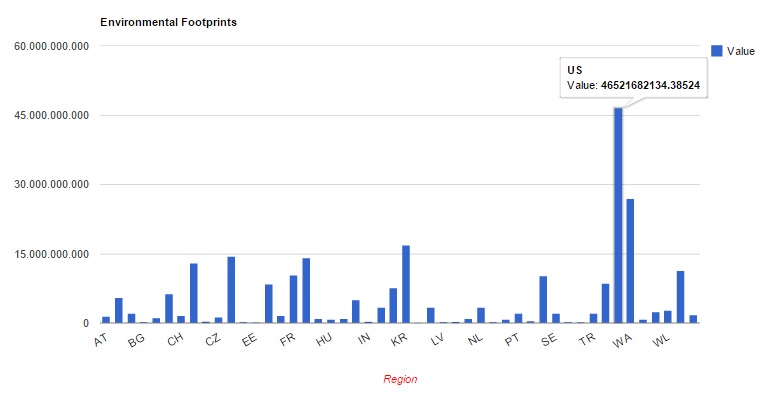 Environmental Footprints
60.000.000.000
Value
US
Value: 46521682134.38524
45.000.000.000
30.000.000.000
15.000.000.000
0
AT
BG
CH
CZ
EE
FR
HU
IN
KR
LV
NL
PT
SE
TR
WA
WL
Region